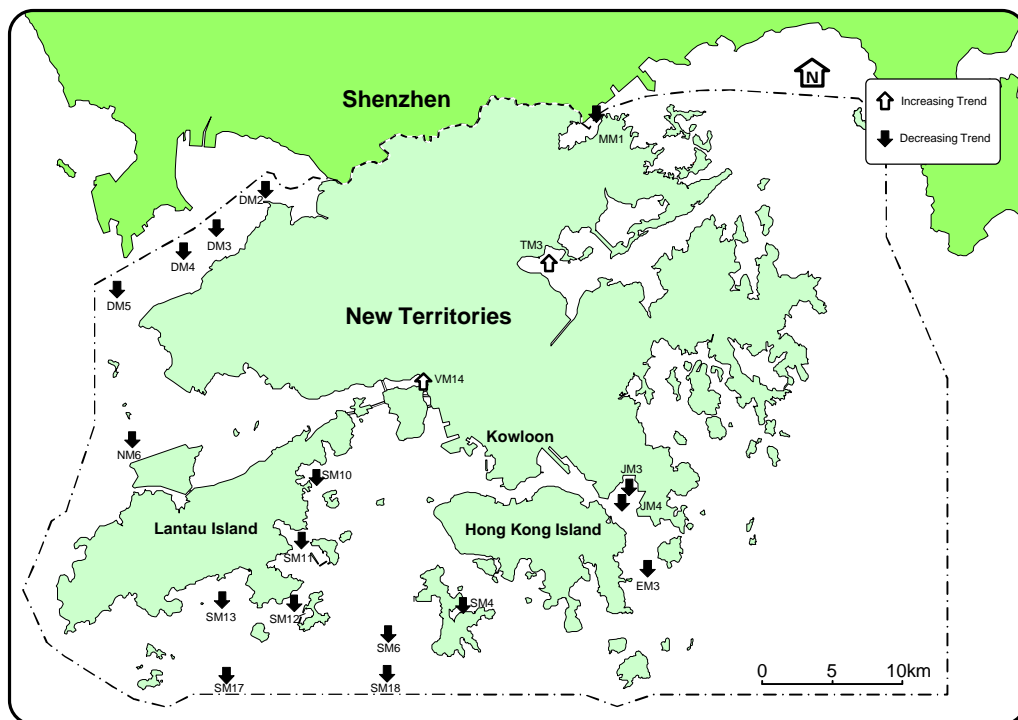 N
Shenzhen
Increasing Trend
Decreasing Trend
MM1
DM2
DM3
TM3
DM4
DM5
New Territories
VM14
Kowloon
NM6
SM10
JM3
JM4
Lantau Island
Hong Kong Island
SM11
EM3
SM13
SM12
SM4
SM6
SM17
SM18
0 5 10km